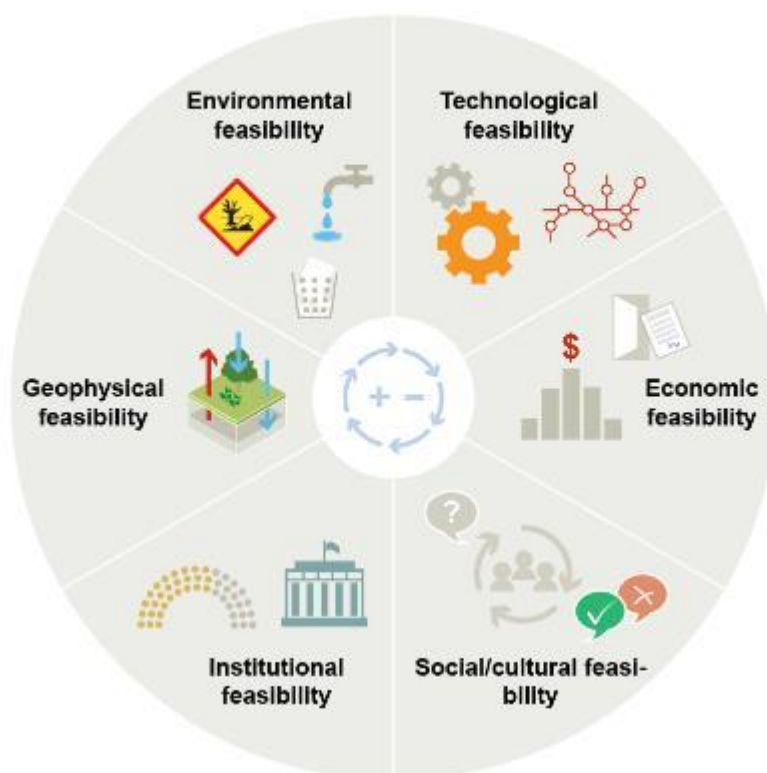 Environmental
feasibility
Technological
feasibility
$
Economic
feasibility
Geophysical
feasibility
+ −
?
Institutional
feasibility
Social/cultural feasi-
bility